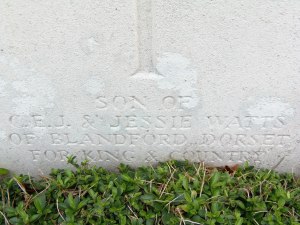 SON OF
C.E.J. & JESSIE WATTS
OF BLANDFORD, DORSET
FOR KING & COUNTRY